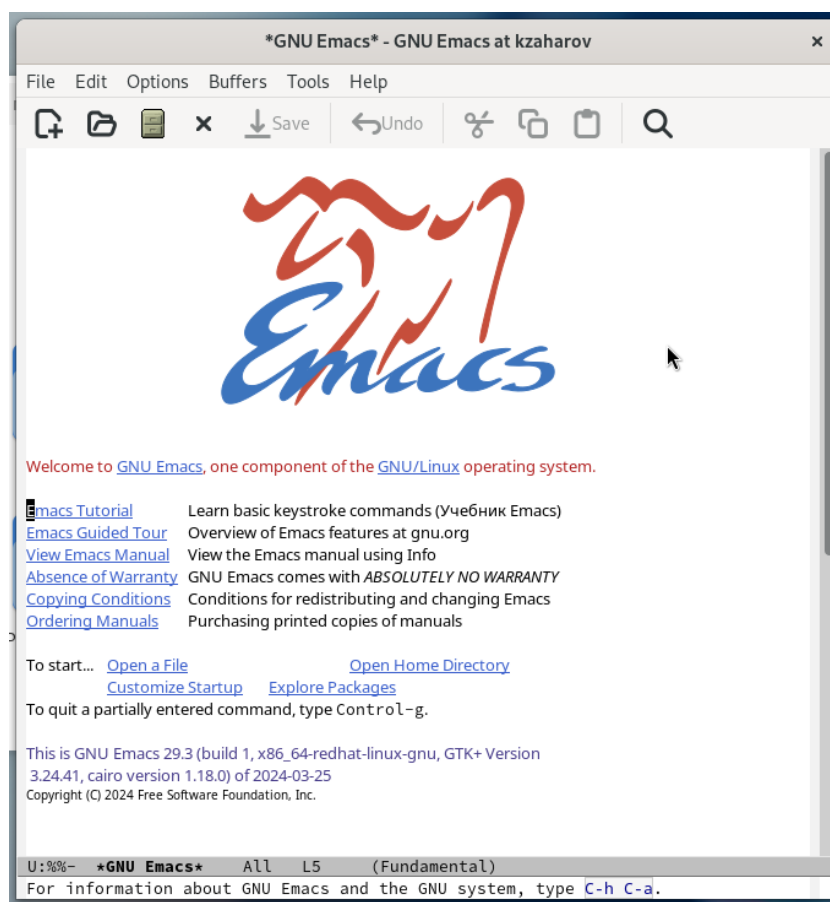 *GNU Emacs* - GNU Emacs at kzaharov
File Edit Options Buffers Tools Help
Save Undo
Emacs
Welcome to GNU Emacs, one component of the GNU/Linux operating system.
Emacs Tutorial Learn basic keystroke commands (Учебник Emacs)
Emacs Guided Tour Overview of Emacs features at gnu.org
View Emacs Manual View the Emacs manual using Info
Absence of Warranty GNU Emacs comes with ABSOLUTELY NO WARRANTY
Copying Conditions Conditions for redistributing and changing Emacs
Ordering Manuals Purchasing printed copies of manuals
To start... Open a File Open Home Directory
Customize Startup Explore Packages
To quit a partially entered command, type Control-g.
This is GNU Emacs 29.3 (build 1, x86_64-redhat-linux-gnu, GTK+ Version
3.24.41, cairo version 1.18.0) of 2024-03-25
Copyright (C) 2024 Free Software Foundation, Inc.
U:%%- *GNU Emacs* All L5 (Fundamental)
For information about GNU Emacs and the GNU system, type C-h C-a.